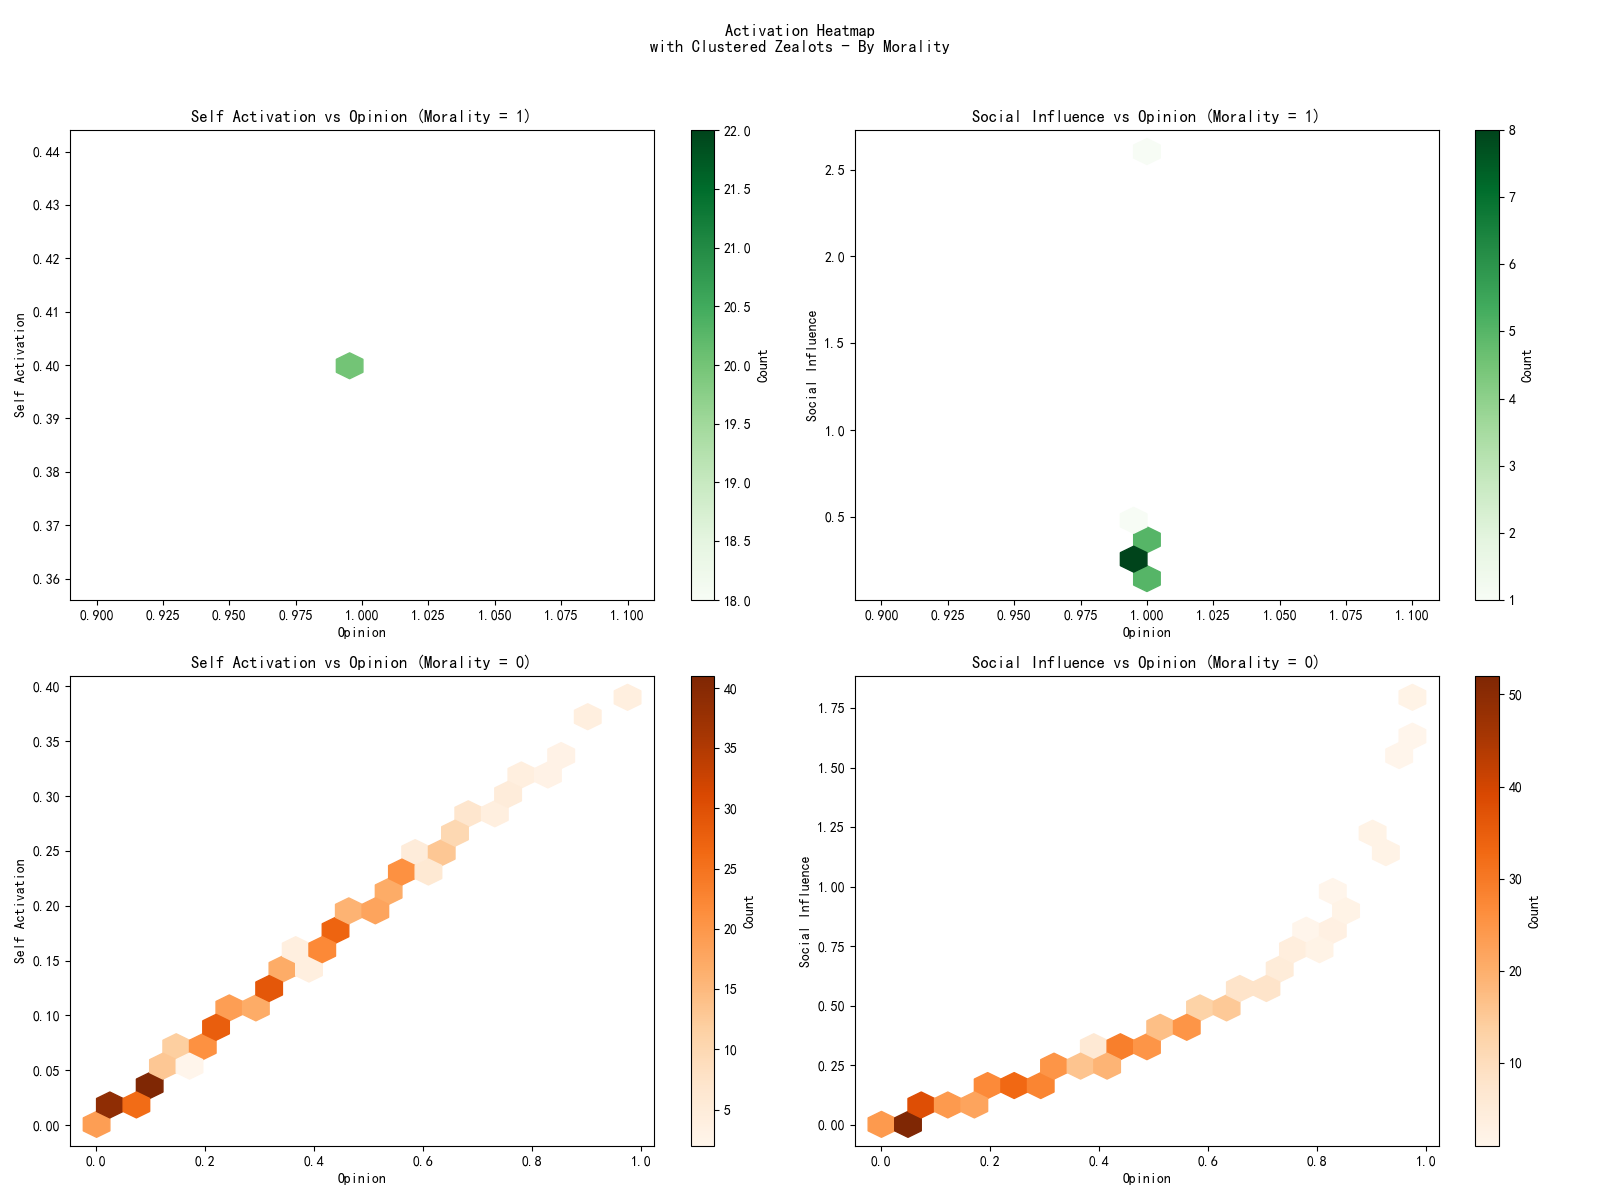 Activation Heatmap
with Clustered Zealots - By Morality
Self Activation vs Opinion (Morality = 1)
0.44
0.43
0.42
0.41
0.40
0.39
0.38
0.37
0.36
Self Activation
0.900 0.925 0.950 0.975 1.000 1.025 1.050 1.075 1.100
Opinion
22.0
21.5
21.0
20.5
20.0
19.5
19.0
18.5
18.0
Count
Social Influence vs Opinion (Morality = 1)
2.5
2.0
1.5
1.0
0.5
Social Influence
0.900 0.925 0.950 0.975 1.000 1.025 1.050 1.075 1.100
Opinion
8
7
6
5
4
3
2
1
Count
Self Activation vs Opinion (Morality = 0)
0.40
0.35
0.30
0.25
0.20
0.15
0.10
0.05
0.00
Self Activation
0.0 0.2 0.4 0.6 0.8 1.0
Opinion
40
35
30
25
20
15
10
5
Count
Social Influence vs Opinion (Morality = 0)
1.75
1.50
1.25
1.00
0.75
0.50
0.25
0.00
Social Influence
0.0 0.2 0.4 0.6 0.8 1.0
Opinion
50
40
30
20
10
Count